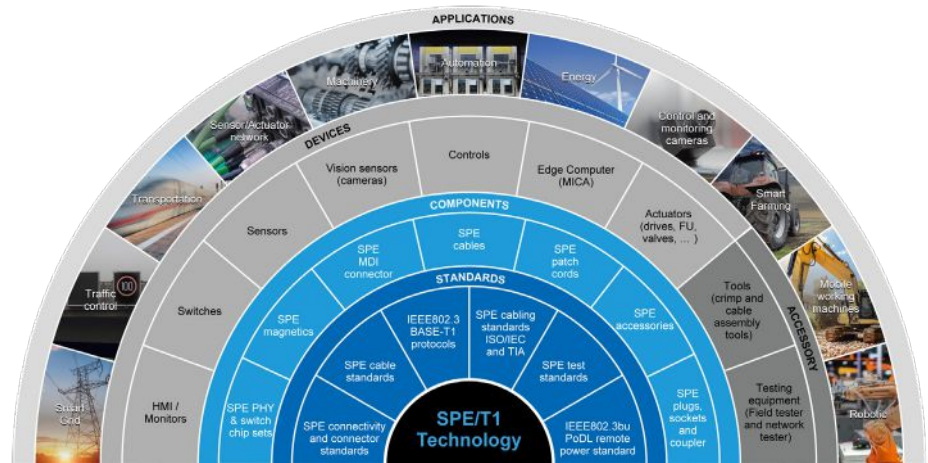 APPLICATIONS
Smart
Grid
Traffic
control
100
Transportation
Sensor/Actuator
network
Machinery
Automation
Energy
Control and
monitoring
cameras
Smart
Farming
Mobile
working
machines
Robotic
DEVICES
HMI /
Monitors
Switches
Sensors
Vision sensors
(cameras)
Controls
Edge Computer
(MICA)
Actuators
(drives, FU,
valves, ... )
ACCESSORY
Tools
(crimp and
cable
assembly
tools)
Testing
equipment
(Field tester
and network
tester)
COMPONENTS
SPE PHY
& switch
chip sets
SPE
magnetics
SPE
MDI
connector
SPE
cables
SPE
patch
cords
SPE
accessories
SPE
plugs,
sockets
and
coupler
STANDARDS
SPE connectivity
and connector
standards
SPE cable
standards
IEEE802.3
BASE-T1
protocols
SPE cabling
standards
ISO/IEC
and TIA
SPE test
standards
IEEE802.3bu
PoDL remote
power standard
SPE/T1
Technology